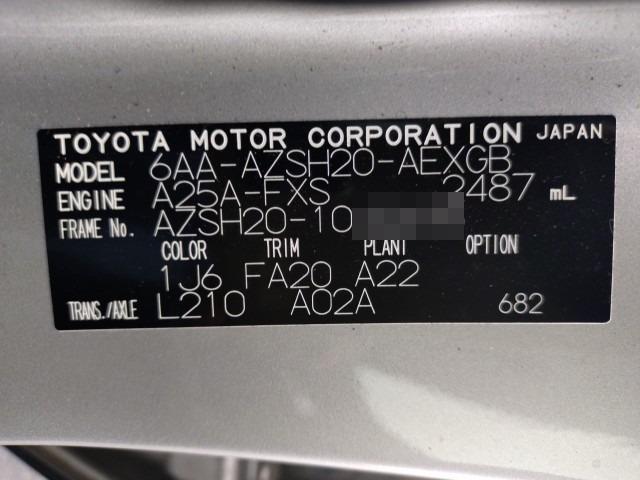 TOYOTA MOTOR CORPORATION JAPAN
MODEL 6AA-AZSH20-AEXGB
ENGINE A25A-FXS 2487 mL
FRAME No. AZSH20-10
COLOR TRIM PLANT OPTION
1J6 FA20 A22
TRANS./AXLE L210 A02A 682